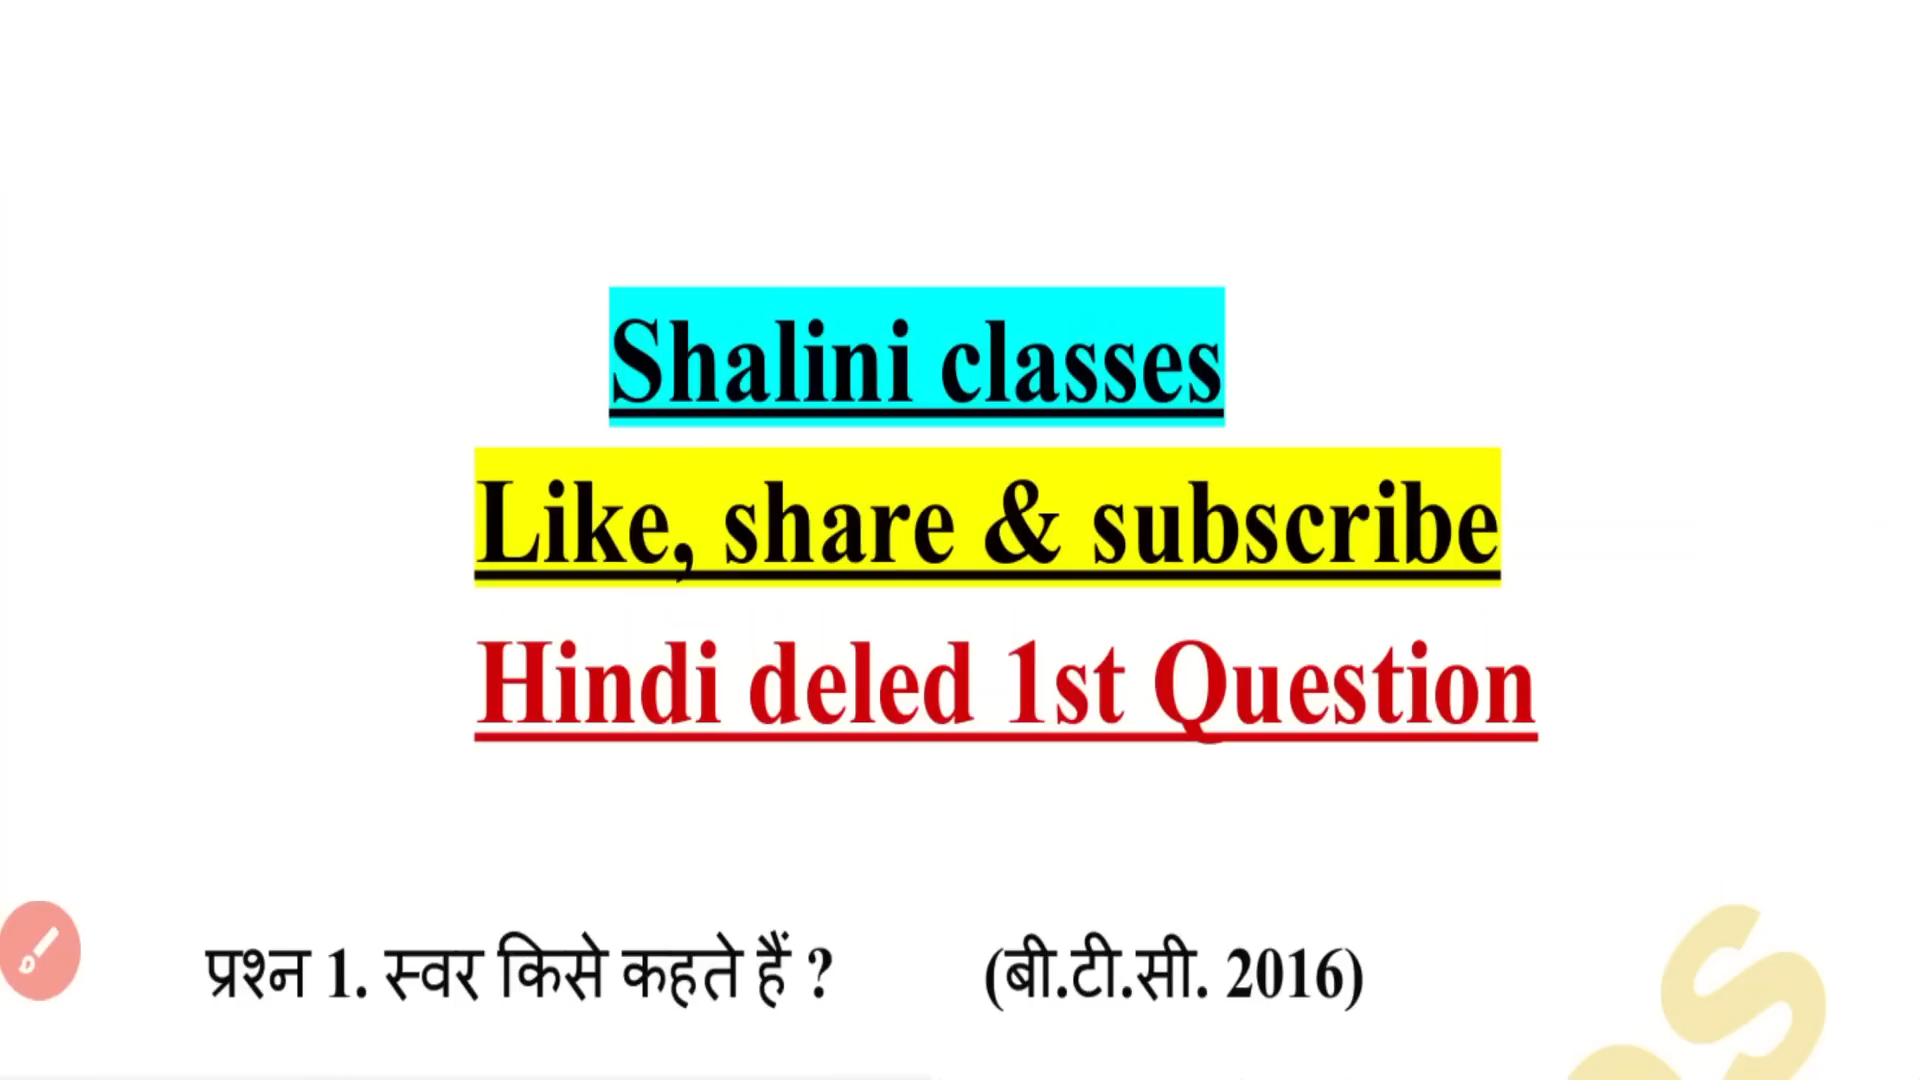 Shalini classes
Like, share & subscribe
Hindi deled 1st Question
प्रश्न 1. स्वर किसे कहते हैं ? (बी.टी.सी. 2016)